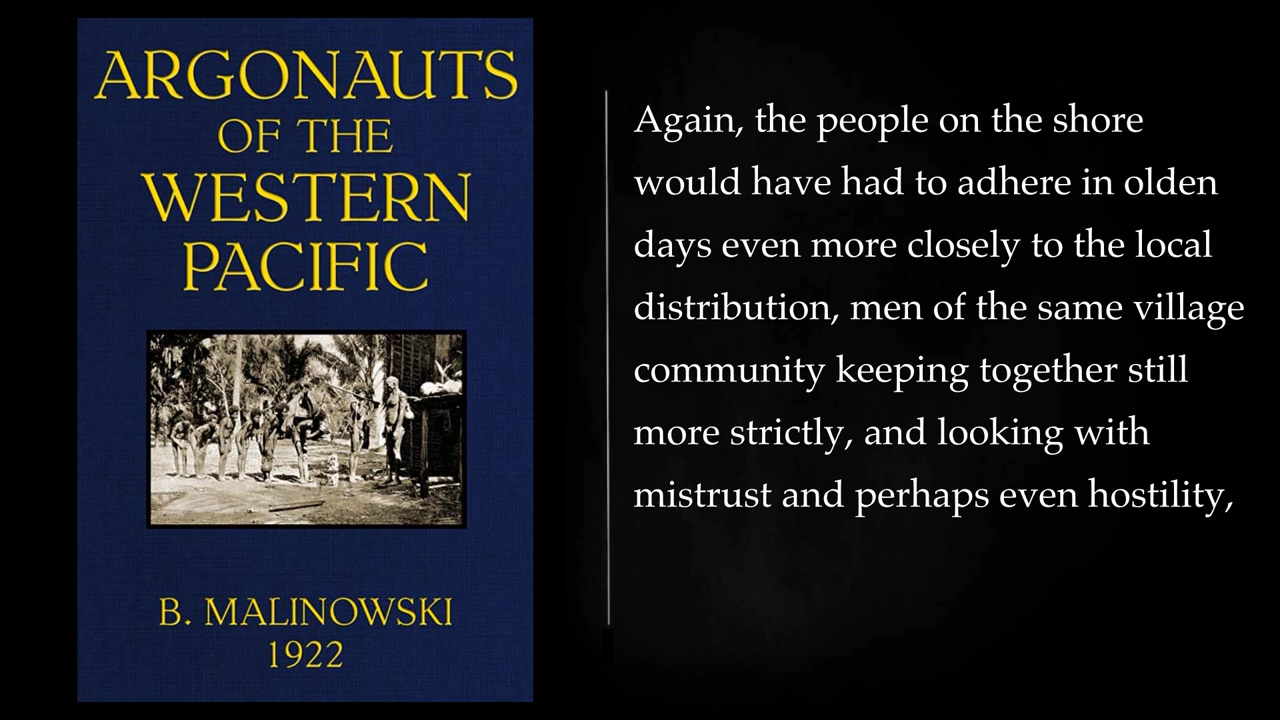 ARGONAUTS
OF THE
WESTERN
PACIFIC
B. MALINOWSKI
1922
Again, the people on the shore
would have had to adhere in olden
days even more closely to the local
distribution, men of the same village
community keeping together still
more strictly, and looking with
mistrust and perhaps even hostility,